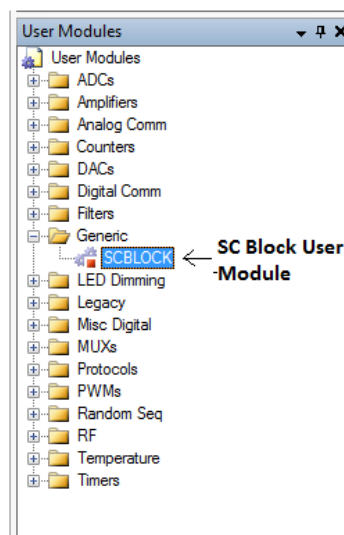 User Modules
User Modules
ADCs
Amplifiers
Analog Comm
Counters
DACs
Digital Comm
Filters
Generic
SCBLOCK
SC Block User
-Module
LED Dimming
Legacy
Misc Digital
MUXs
Protocols
PWMs
Random Seq
RF
Temperature
Timers